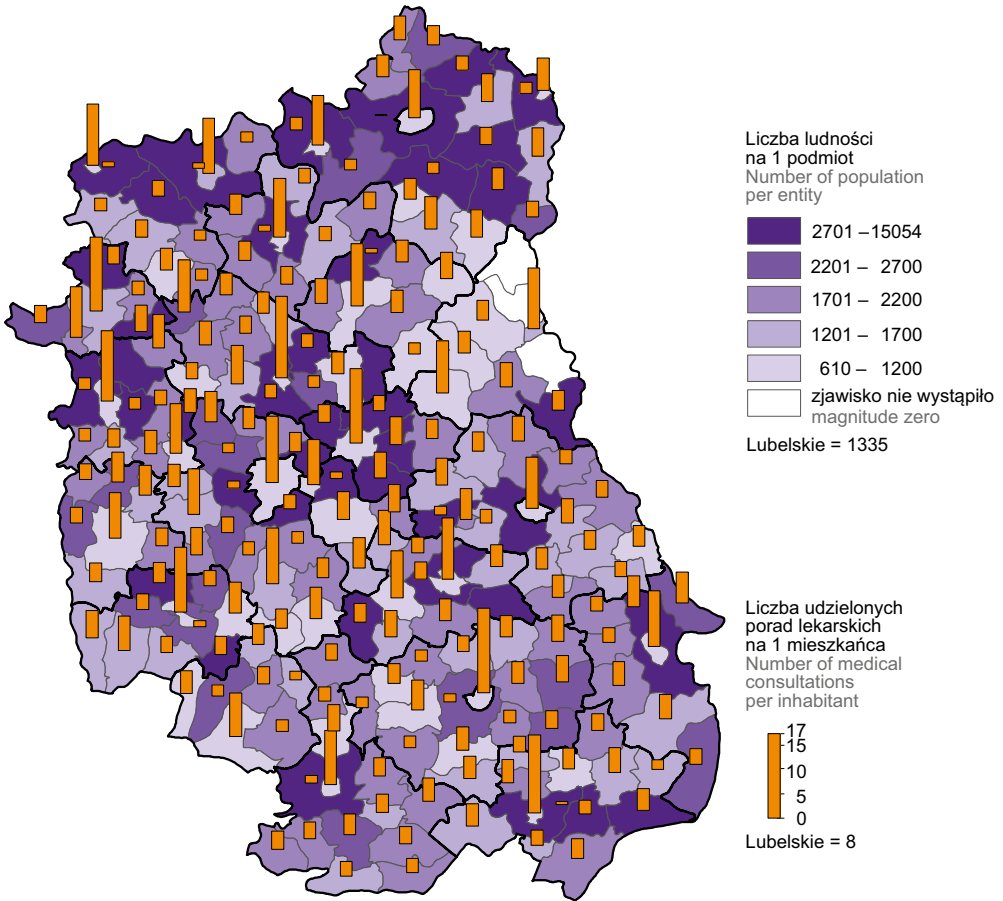 Liczba ludności
na 1 podmiot
Number of population
per entity
2701 – 15054
2201 – 2700
1701 – 2200
1201 – 1700
610 – 1200
zjawisko nie wystąpiło
magnitude zero
Lubelskie = 1335
Liczba udzielonych
porad lekarskich
na 1 mieszkańca
Number of medical
consultations
per inhabitant
17
15
10
5
0
Lubelskie = 8